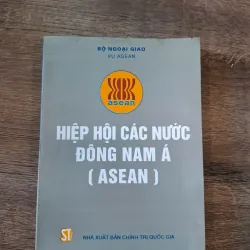 BỘ NGOẠI GIAO
VỤ ASEAN
asean
HIỆP HỘI CÁC NƯỚC
ĐÔNG NAM Á
( ASEAN )
ST
NHÀ XUẤT BẢN CHÍNH TRỊ QUỐC GIA